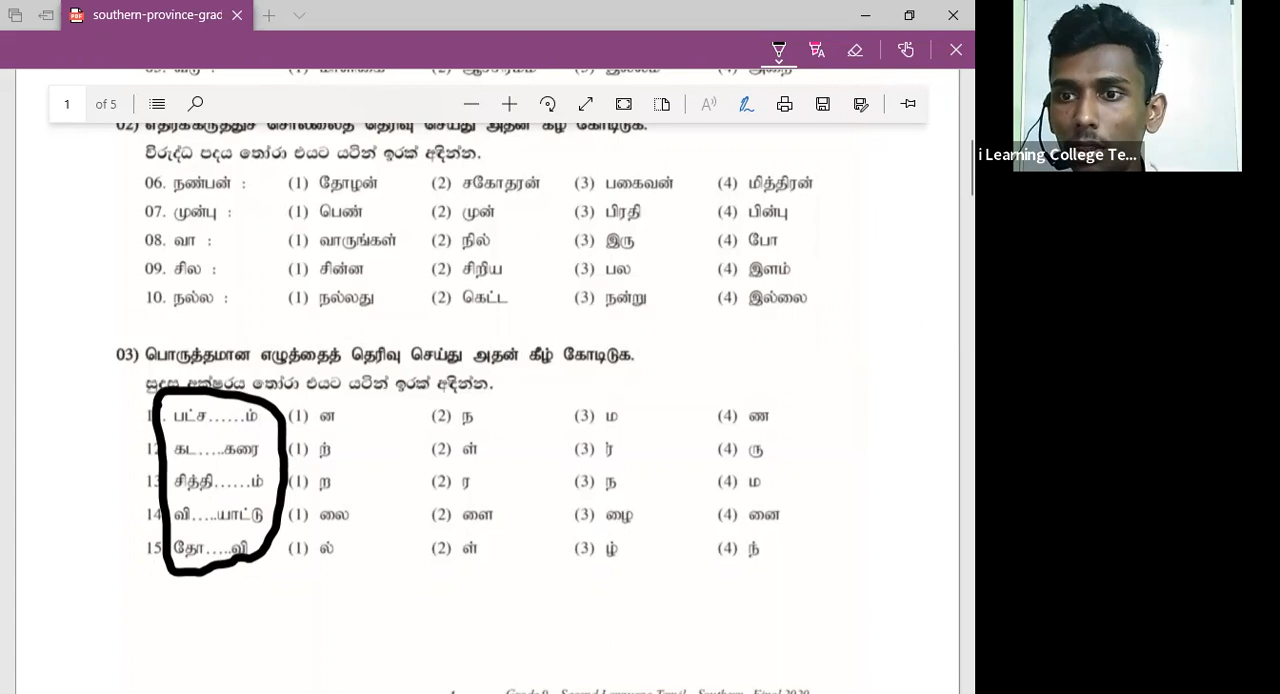 southern-province-grad
1 of 5
02) எதிர்க்கருத்துச் சொல்லைத் தெரிவு செய்து அதன் கீழ் கோடிடுக.
විරුද්ධ පදය තෝරා එයට යටින් ඉරක් අඳින්න.
06. நண்பன் : (1) தோழன் (2) சகோதரன் (3) பகைவன் (4) மித்திரன்
07. முன்பு : (1) பெண் (2) முன் (3) பிரதி (4) பின்பு
08. வா : (1) வாருங்கள் (2) நில் (3) இரு (4) போ
09. சில : (1) சின்ன (2) சிறிய (3) பல (4) இளம்
10. நல்ல : (1) நல்லது (2) கெட்ட (3) நன்று (4) இல்லை
03) பொருத்தமான எழுத்தைத் தெரிவு செய்து அதன் கீழ் கோடிடுக.
සුදුසු අක්ෂරය තෝරා එයට යටින් ඉරක් අඳින්න.
பட்ச......ம் (1) ன (2) ந (3) ம (4) ண
12 கட.....கரை (1) ற் (2) ள் (3) ர் (4) ரு
13 சித்தி......ம் (1) ற (2) ர (3) ந (4) ம
14 வி.....யாட்டு (1) லை (2) ளை (3) ழை (4) னை
15 தோ.....வி (1) ல் (2) ள் (3) ழ் (4) ந்
i Learning College Te...